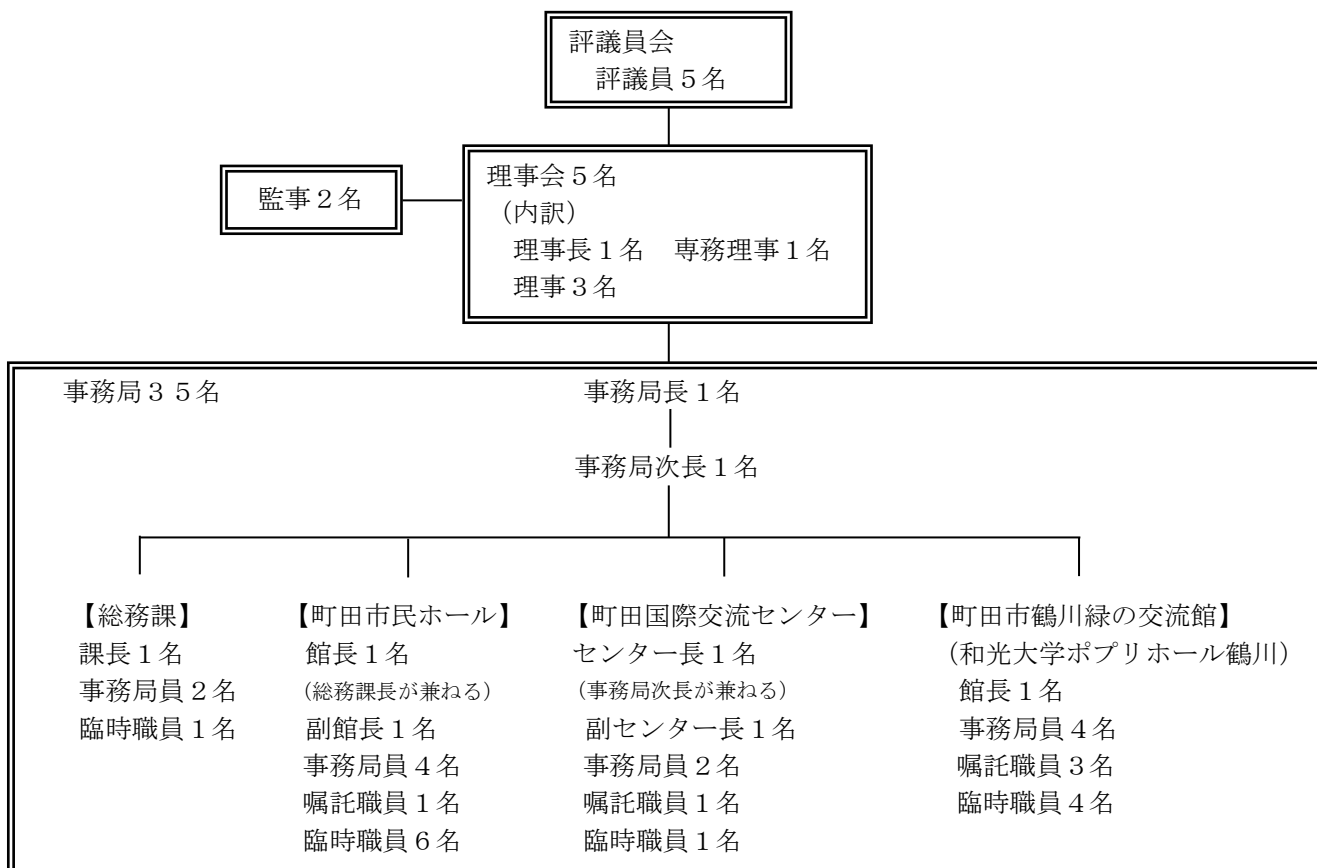 評議員会
評議員５名
監事２名
理事会５名
（内訳）
理事長１名　専務理事１名
理事３名
事務局３５名
事務局長１名
事務局次長１名
【総務課】
課長１名
事務局員２名
臨時職員１名
【町田市民ホール】
館長１名
（総務課長が兼ねる）
副館長１名
事務局員４名
嘱託職員１名
臨時職員６名
【町田国際交流センター】
センター長１名
（事務局次長が兼ねる）
副センター長１名
事務局員２名
嘱託職員１名
臨時職員１名
【町田市鶴川緑の交流館】
（和光大学ポプリホール鶴川）
館長１名
事務局員４名
嘱託職員３名
臨時職員４名